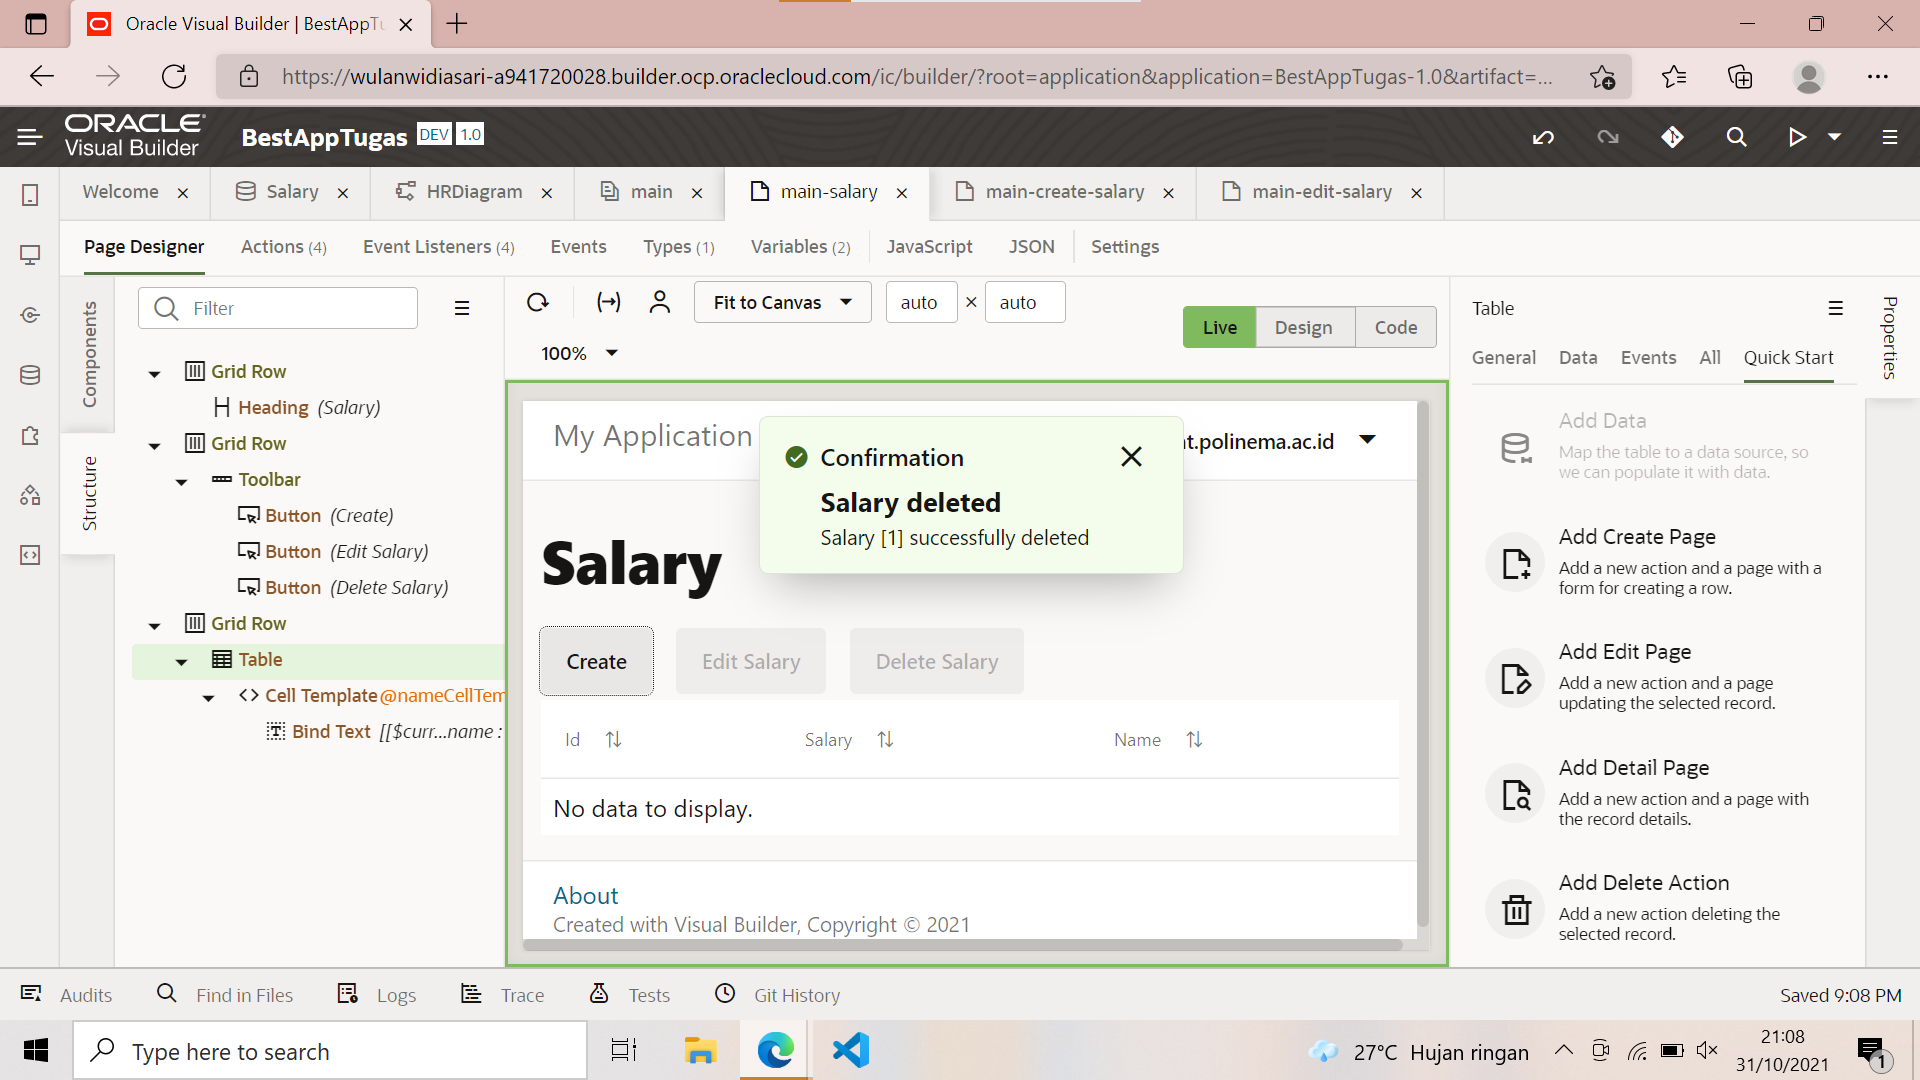 Oracle Visual Builder | BestAppTu
https://wulanwidiasari-a941720028.builder.ocp.oraclecloud.com/ic/builder/?root=application&application=BestAppTugas-1.0&artifact=...
ORACLE
Visual Builder
BestAppTugas DEV 1.0
Welcome
Salary
HRDiagram
main
main-salary
main-create-salary
main-edit-salary
Page Designer
Actions (4)
Event Listeners (4)
Events
Types (1)
Variables (2)
JavaScript
JSON
Settings
Components
Structure
Filter
Grid Row
Heading (Salary)
Grid Row
Toolbar
Button (Create)
Button (Edit Salary)
Button (Delete Salary)
Grid Row
Table
Cell Template @nameCellTem
Bind Text [[$curr...name :
Fit to Canvas
auto × auto
100%
Live
Design
Code
My Application
at.polinema.ac.id
Confirmation
Salary deleted
Salary [1] successfully deleted
Salary
Create
Edit Salary
Delete Salary
Id
Salary
Name
No data to display.
About
Created with Visual Builder, Copyright © 2021
Table
Properties
General
Data
Events
All
Quick Start
Add Data
Map the table to a data source, so
we can populate it with data.
Add Create Page
Add a new action and a page with a
form for creating a row.
Add Edit Page
Add a new action and a page
updating the selected record.
Add Detail Page
Add a new action and a page with
the record details.
Add Delete Action
Add a new action deleting the
selected record.
Audits
Find in Files
Logs
Trace
Tests
Git History
Saved 9:08 PM
Type here to search
27°C Hujan ringan
21:08
31/10/2021
1